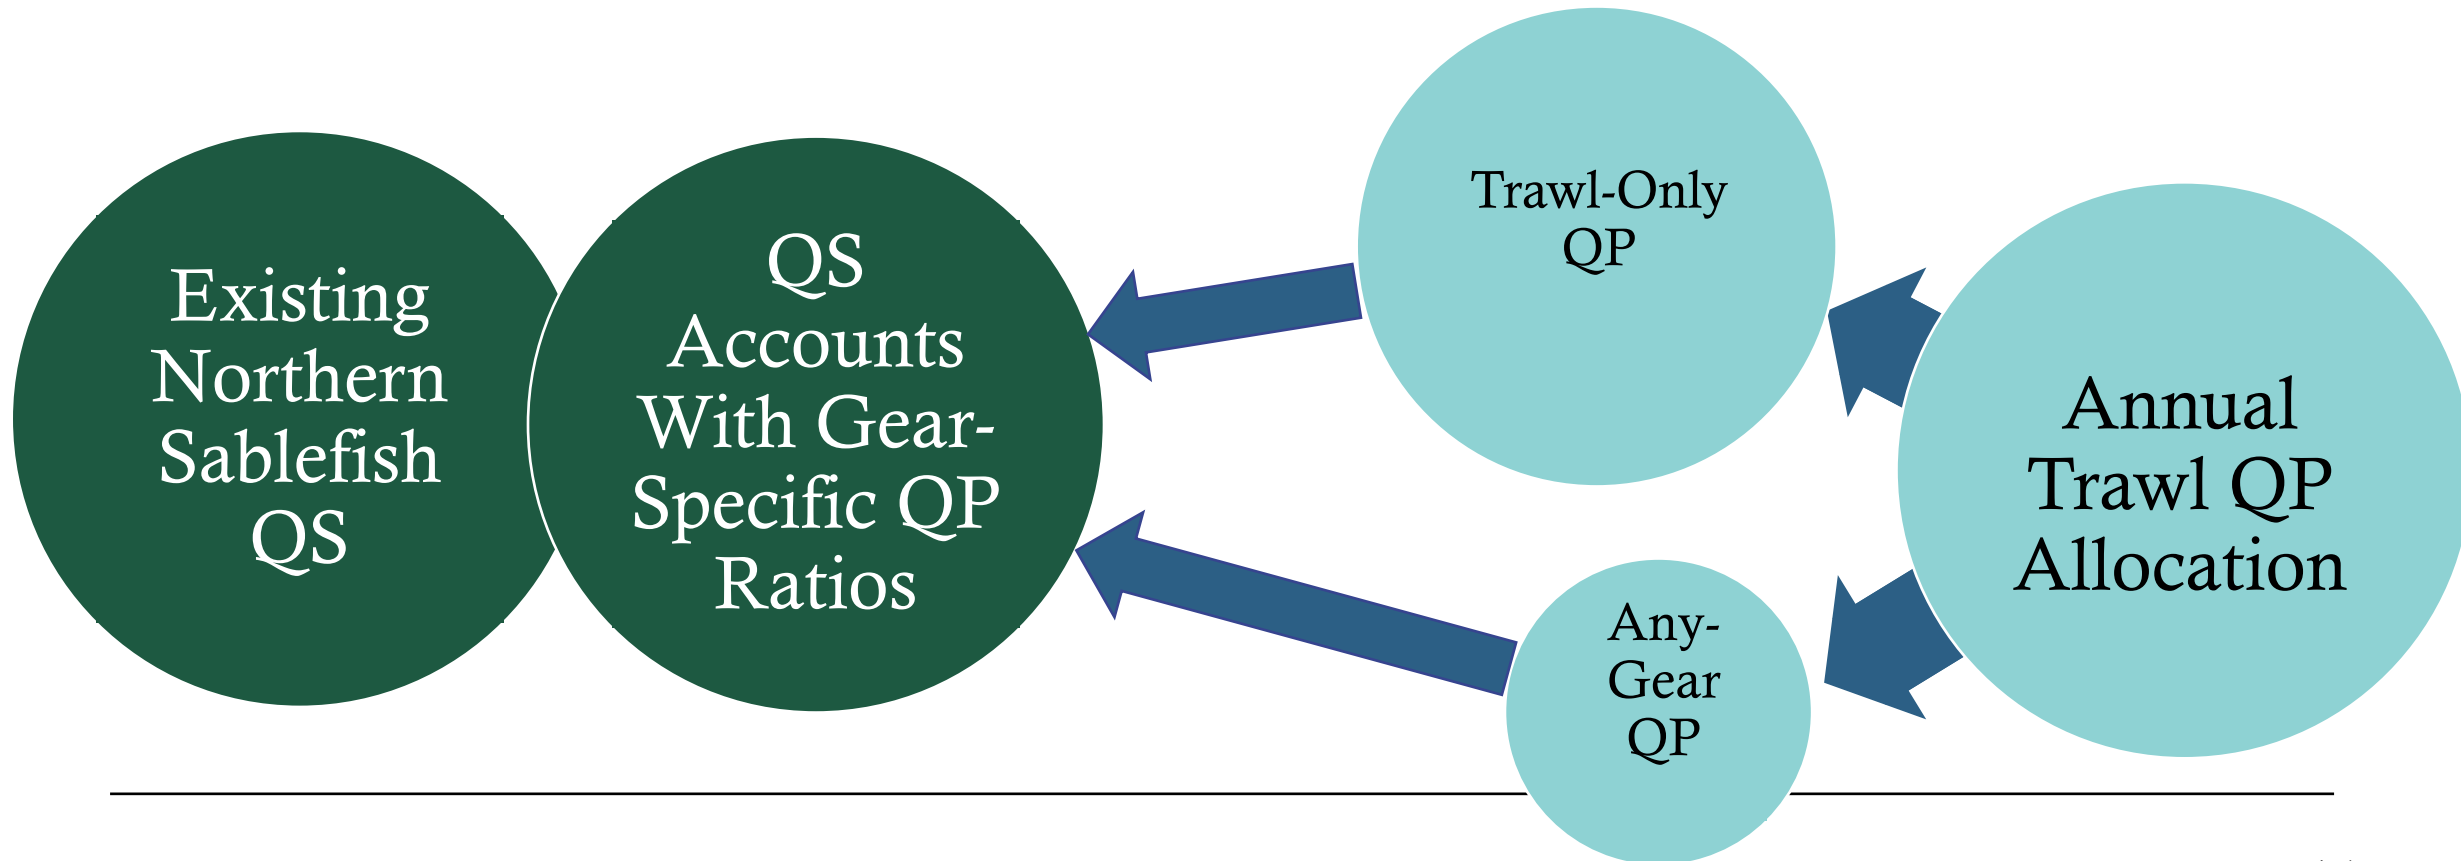 Existing
Northern
Sablefish
QS
QS
Accounts
With Gear-
Specific QP
Ratios
Trawl-Only
QP
Any-
Gear
QP
Annual
Trawl QP
Allocation